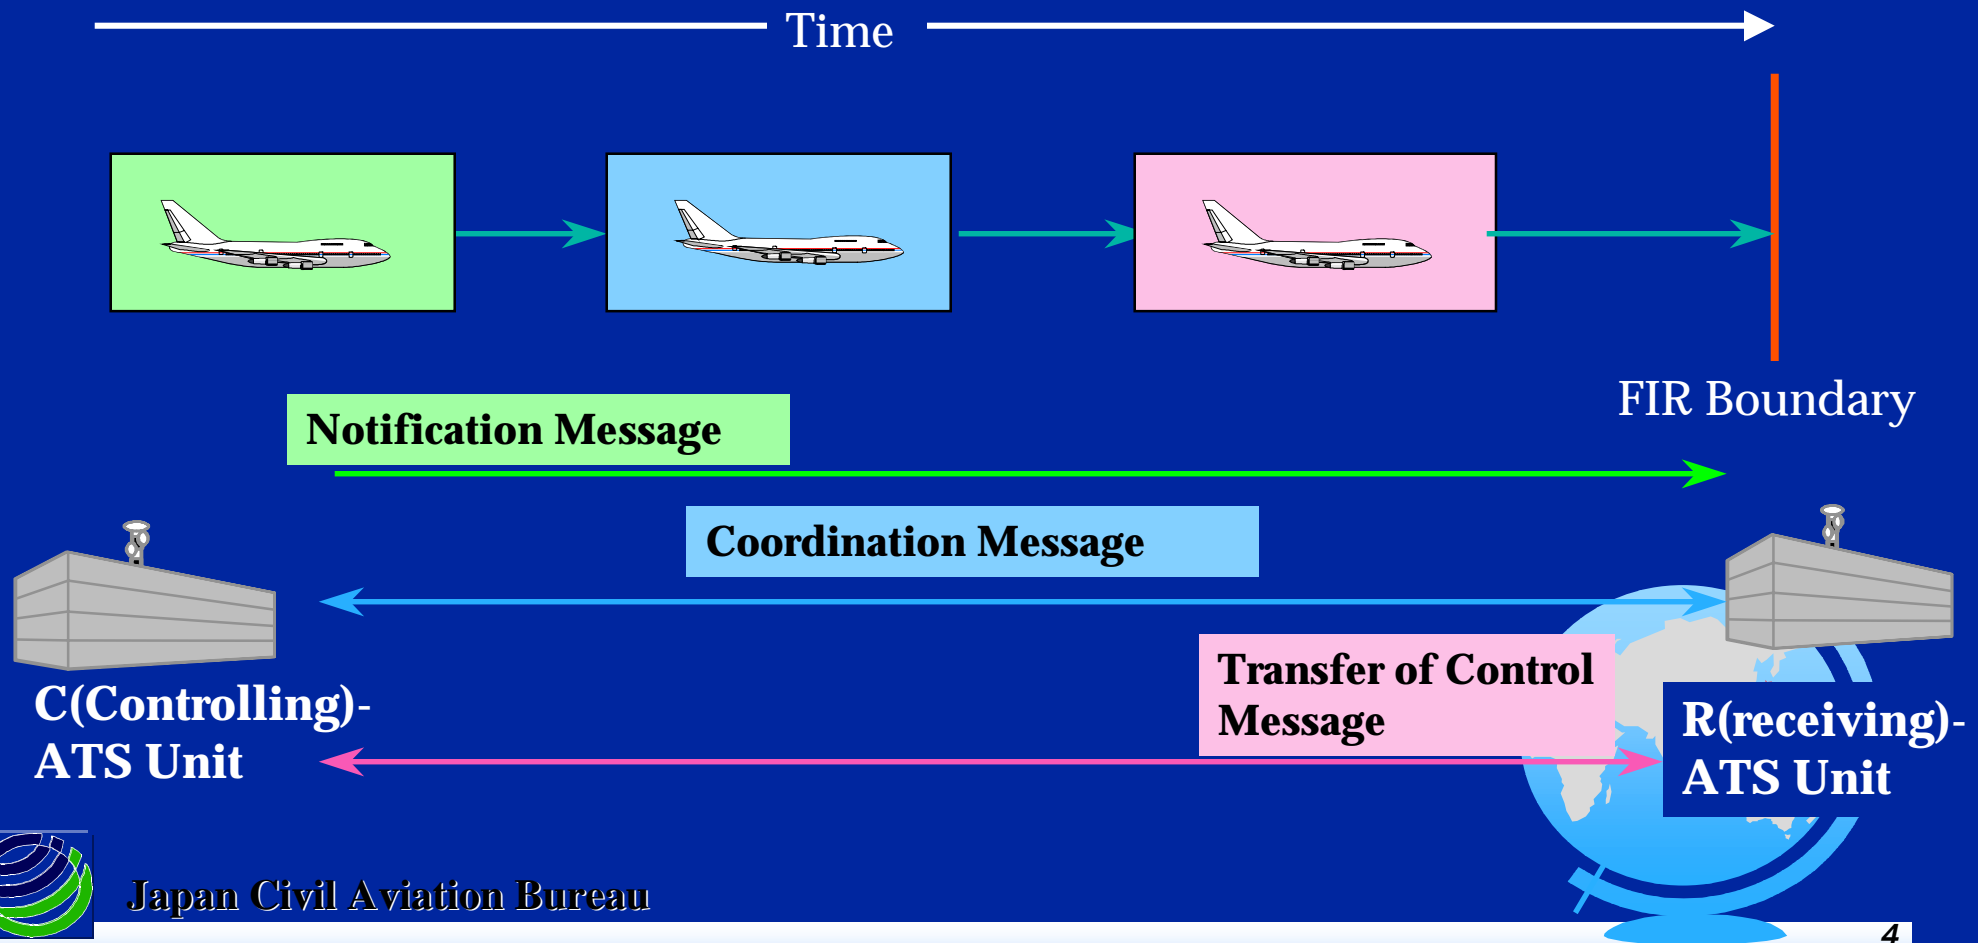 Time
FIR Boundary
Notification Message
Coordination Message
Transfer of Control
Message
C(Controlling)-
ATS Unit
R(receiving)-
ATS Unit
Japan Civil Aviation Bureau
4